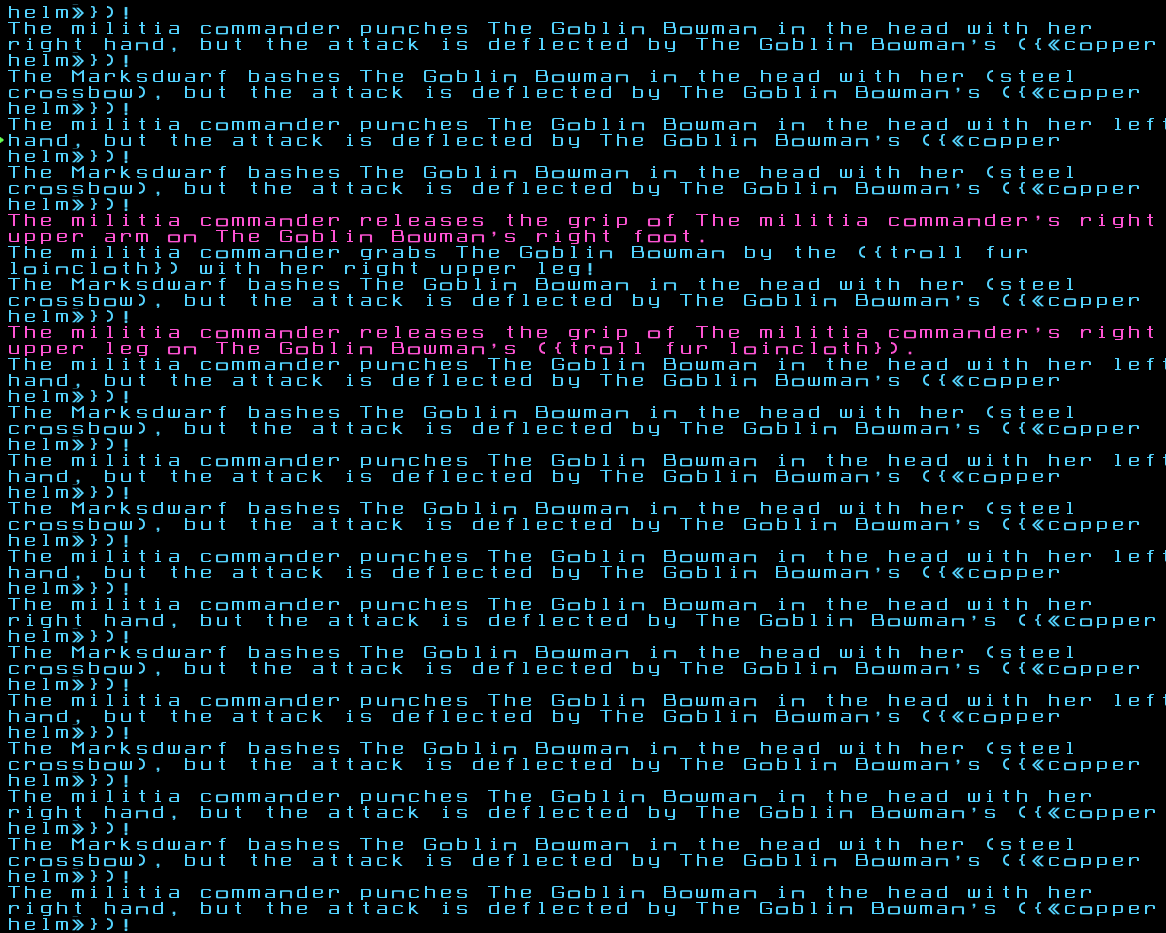 helm»})!
The militia commander punches The Goblin Bowman in the head with her
right hand, but the attack is deflected by The Goblin Bowman's ({«copper
helm»})!
The Marksdwarf bashes The Goblin Bowman in the head with her (steel
crossbow), but the attack is deflected by The Goblin Bowman's ({«copper
helm»})!
The militia commander punches The Goblin Bowman in the head with her left
hand, but the attack is deflected by The Goblin Bowman's ({«copper
helm»})!
The Marksdwarf bashes The Goblin Bowman in the head with her (steel
crossbow), but the attack is deflected by The Goblin Bowman's ({«copper
helm»})!
The militia commander releases the grip of The militia commander's right
upper arm on The Goblin Bowman's right foot.
The militia commander grabs The Goblin Bowman by the ({troll fur
loincloth}) with her right upper leg!
The Marksdwarf bashes The Goblin Bowman in the head with her (steel
crossbow), but the attack is deflected by The Goblin Bowman's ({«copper
helm»})!
The militia commander releases the grip of The militia commander's right
upper leg on The Goblin Bowman's ({troll fur loincloth}).
The militia commander punches The Goblin Bowman in the head with her left
hand, but the attack is deflected by The Goblin Bowman's ({«copper
helm»})!
The Marksdwarf bashes The Goblin Bowman in the head with her (steel
crossbow), but the attack is deflected by The Goblin Bowman's ({«copper
helm»})!
The militia commander punches The Goblin Bowman in the head with her left
hand, but the attack is deflected by The Goblin Bowman's ({«copper
helm»})!
The Marksdwarf bashes The Goblin Bowman in the head with her (steel
crossbow), but the attack is deflected by The Goblin Bowman's ({«copper
helm»})!
The militia commander punches The Goblin Bowman in the head with her left
hand, but the attack is deflected by The Goblin Bowman's ({«copper
helm»})!
The militia commander punches The Goblin Bowman in the head with her
right hand, but the attack is deflected by The Goblin Bowman's ({«copper
helm»})!
The Marksdwarf bashes The Goblin Bowman in the head with her (steel
crossbow), but the attack is deflected by The Goblin Bowman's ({«copper
helm»})!
The militia commander punches The Goblin Bowman in the head with her left
hand, but the attack is deflected by The Goblin Bowman's ({«copper
helm»})!
The Marksdwarf bashes The Goblin Bowman in the head with her (steel
crossbow), but the attack is deflected by The Goblin Bowman's ({«copper
helm»})!
The militia commander punches The Goblin Bowman in the head with her
right hand, but the attack is deflected by The Goblin Bowman's ({«copper
helm»})!
The Marksdwarf bashes The Goblin Bowman in the head with her (steel
crossbow), but the attack is deflected by The Goblin Bowman's ({«copper
helm»})!
The militia commander punches The Goblin Bowman in the head with her
right hand, but the attack is deflected by The Goblin Bowman's ({«copper
helm»})!